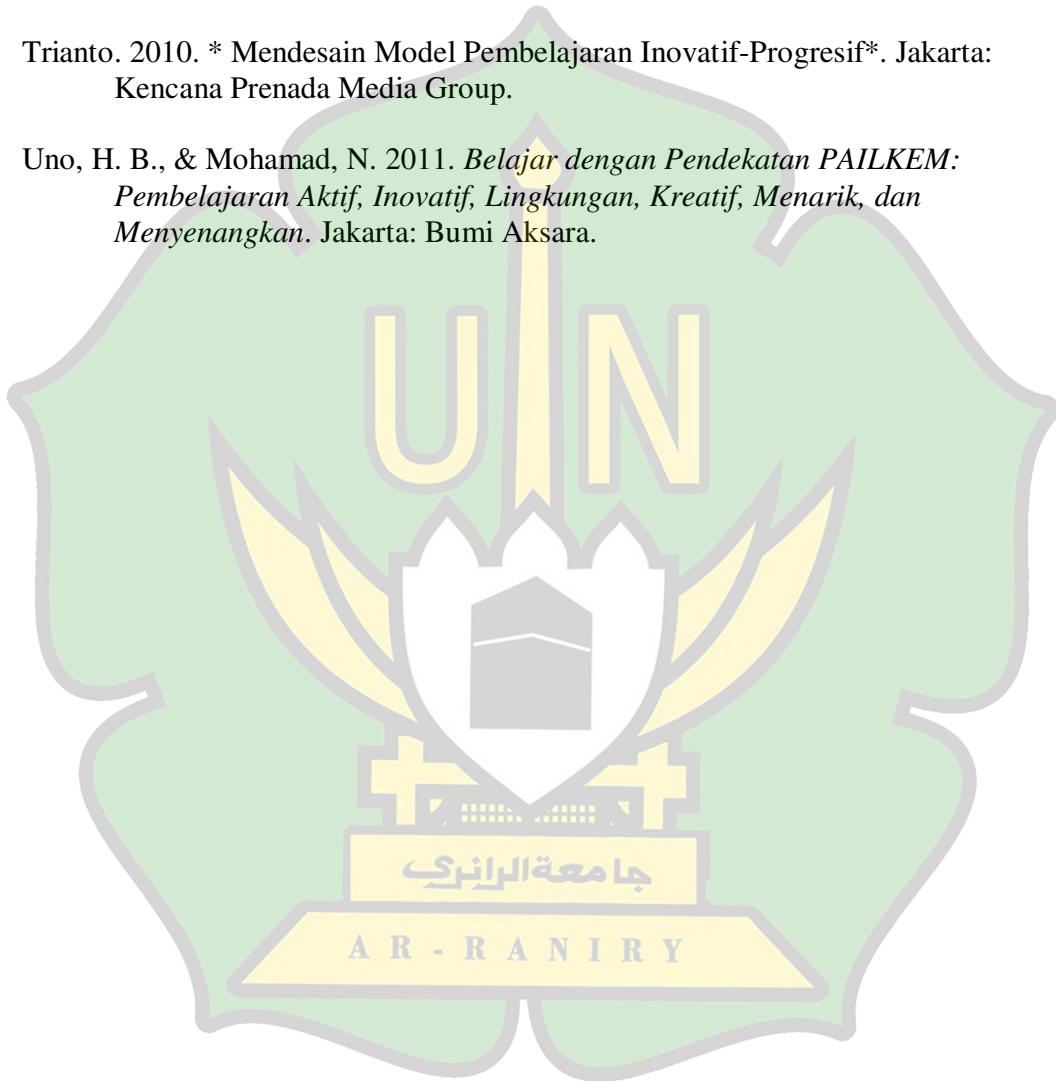 Trianto. 2010. * Mendesain Model Pembelajaran Inovatif-Progresif*. Jakarta:
Kencana Prenada Media Group.
Uno, H. B., & Mohamad, N. 2011. Belajar dengan Pendekatan PAILKEM:
Pembelajaran Aktif, Inovatif, Lingkungan, Kreatif, Menarik, dan
Menyenangkan. Jakarta: Bumi Aksara.
UIN
جامعة الرانري
AR-RANIRY